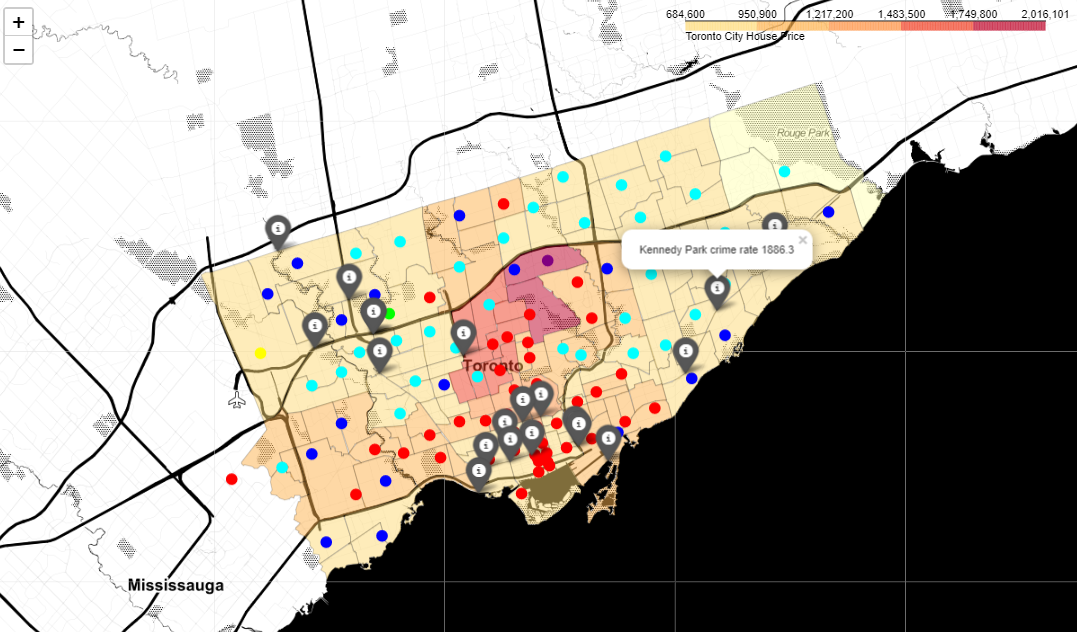 +
−
684,600 950,900 1,217,200 1,483,500 1,749,800 2,016,101
Toronto City House Price
Rouge Park
Kennedy Park crime rate 1886.3 ×
Toronto
Mississauga